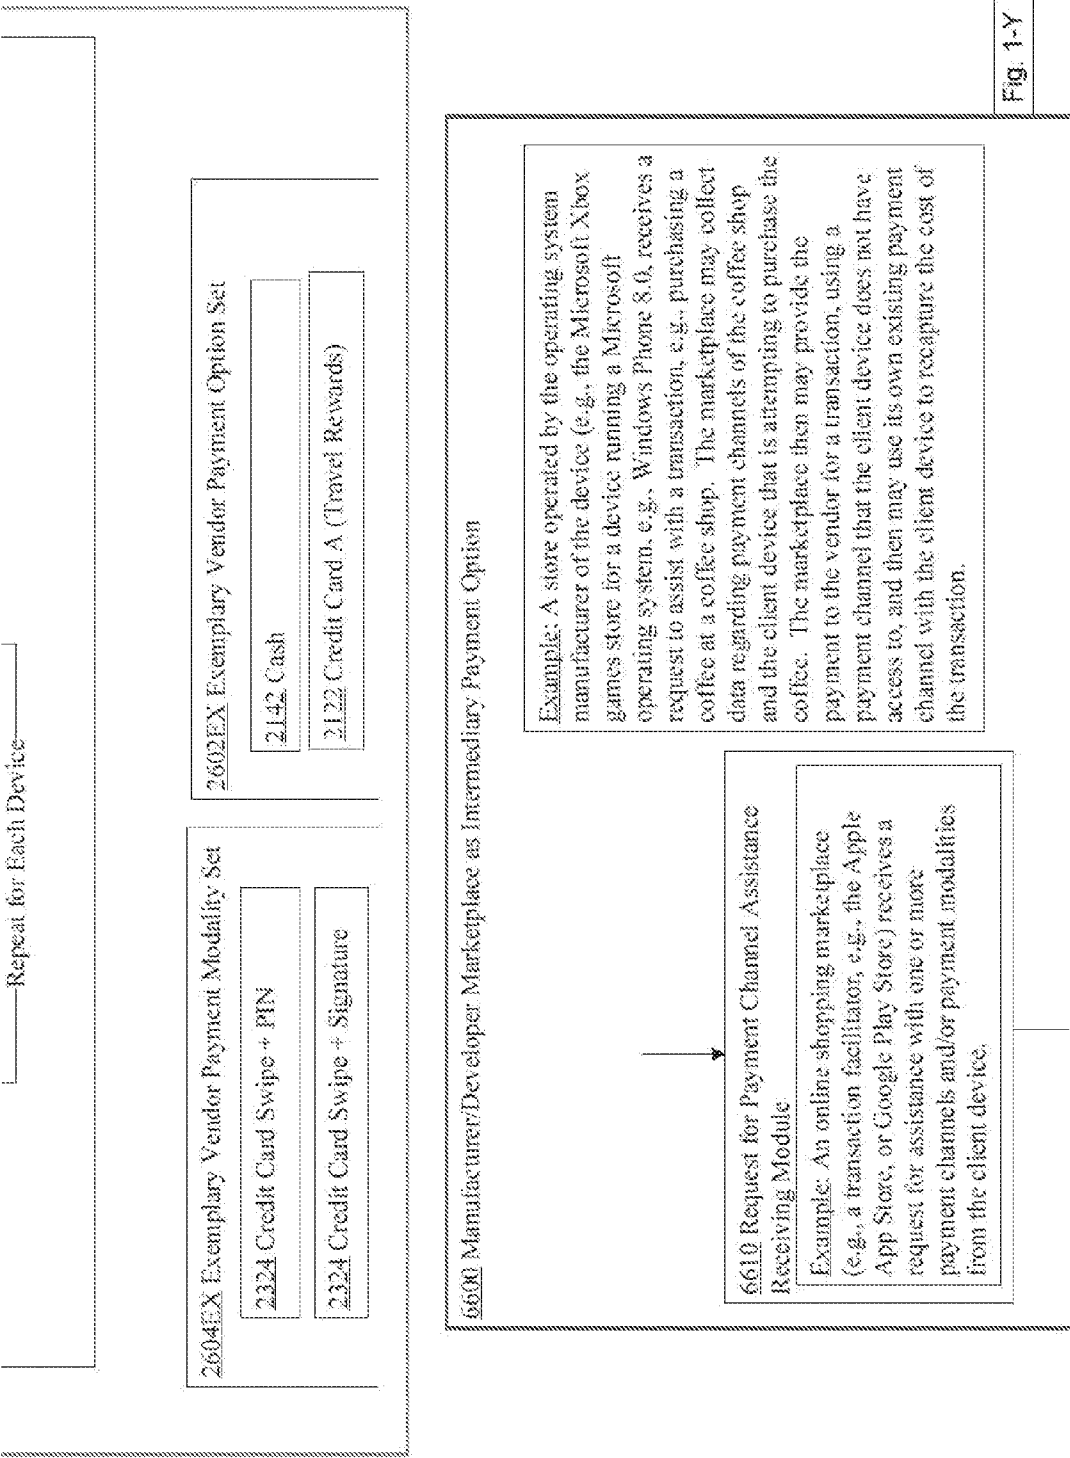 Repeat for Each Device
2604EX Exemplary Vendor Payment Modality Set
2324 Credit Card Swipe + PIN
2324 Credit Card Swipe + Signature
2602EX Exemplary Vendor Payment Option Set
2142 Cash
2122 Credit Card A (Travel Rewards)
6600 Manufacturer/Developer Marketplace as Intermediary Payment Option
6610 Request for Payment Channel Assistance
Receiving Module
Example: An online shopping marketplace
(e.g., a transaction facilitator, e.g., the Apple
App Store, or Google Play Store) receives a
request for assistance with one or more
payment channels and/or payment modalities
from the client device.
Example: A store operated by the operating system
manufacturer of the device (e.g., the Microsoft Xbox
games store for a device running a Microsoft
operating system, e.g., Windows Phone 8.0, receives a
request to assist with a transaction, e.g., purchasing a
coffee at a coffee shop. The marketplace may collect
data regarding payment channels of the coffee shop
and the client device that is attempting to purchase the
coffee. The marketplace then may provide the
payment to the vendor for a transaction, using a
payment channel that the client device does not have
access to, and then may use its own existing payment
channel with the client device to recapture the cost of
the transaction.
Fig. 1-Y